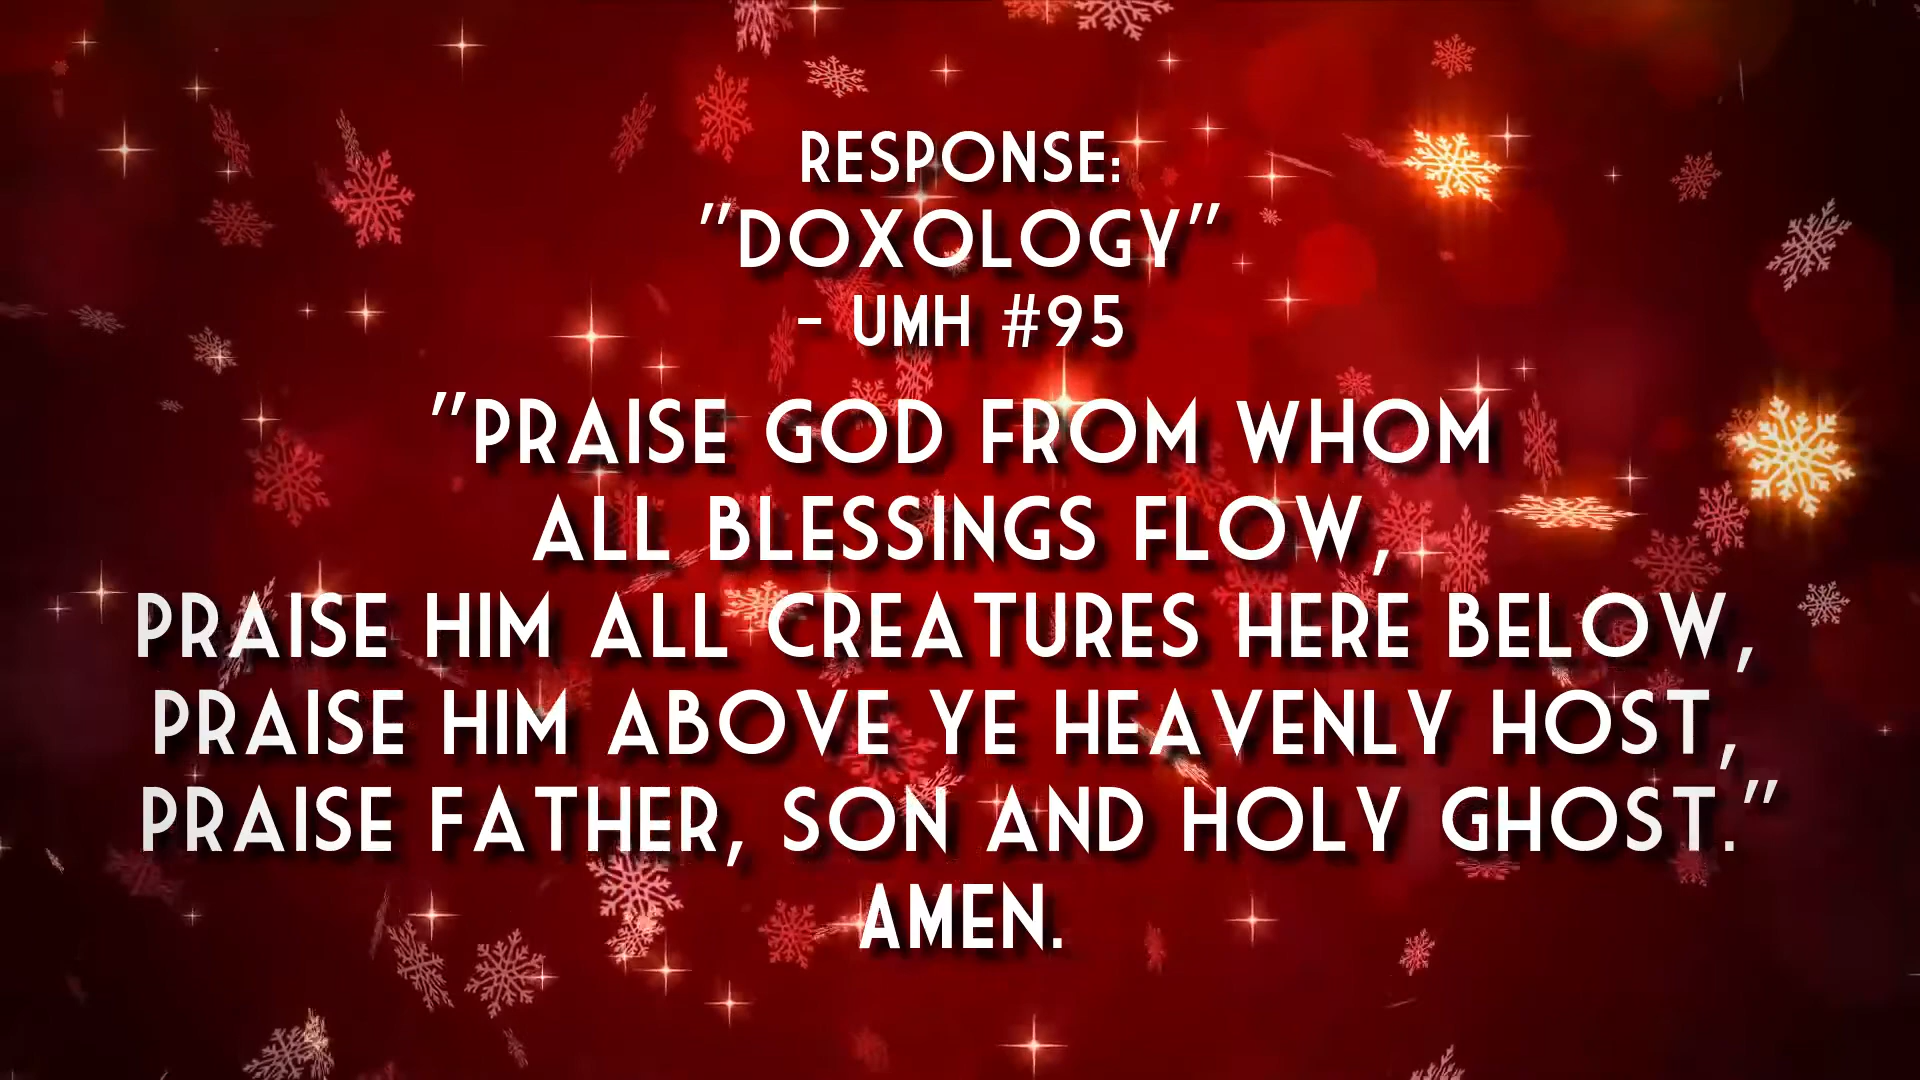 RESPONSE:
"DOXOLOGY"
- UMH #95
"PRAISE GOD FROM WHOM
ALL BLESSINGS FLOW,
PRAISE HIM ALL CREATURES HERE BELOW,
PRAISE HIM ABOVE YE HEAVENLY HOST,
PRAISE FATHER, SON AND HOLY GHOST."
AMEN.